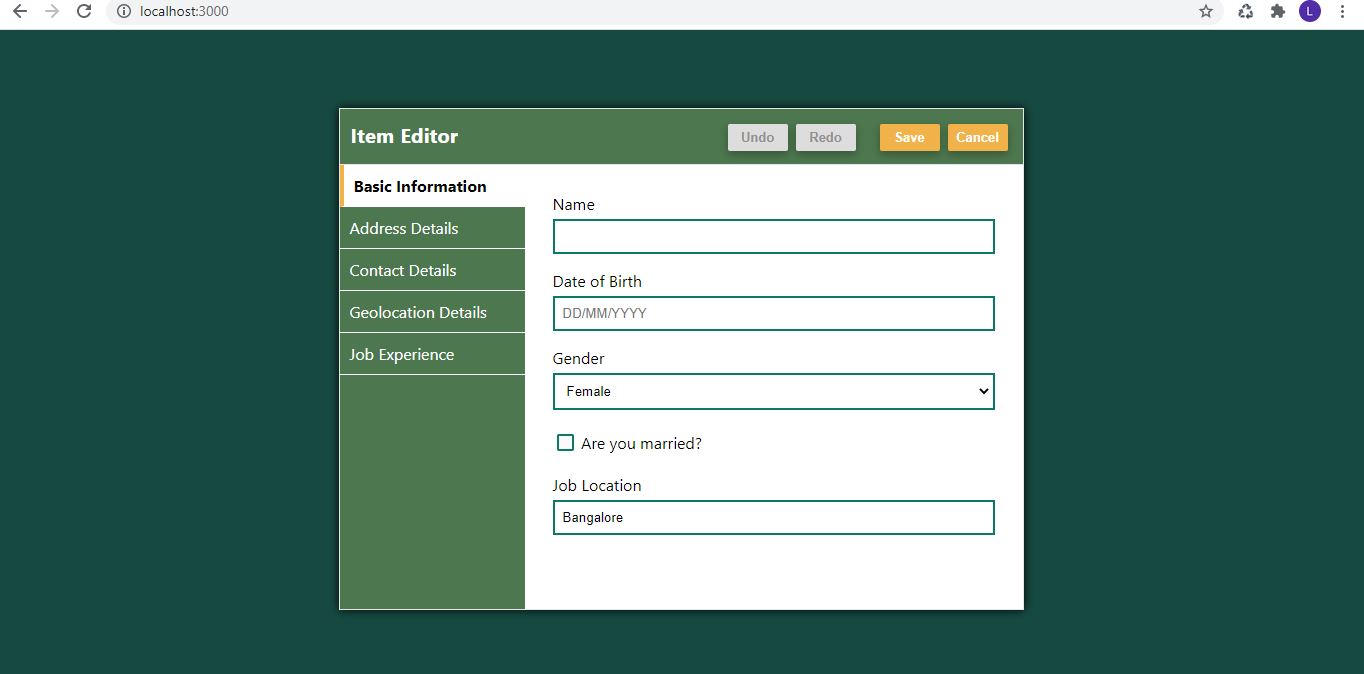 localhost:3000
L
Item Editor
Undo Redo Save Cancel
Basic Information
Address Details
Contact Details
Geolocation Details
Job Experience
Name
Date of Birth
DD/MM/YYYY
Gender
Female
Are you married?
Job Location
Bangalore